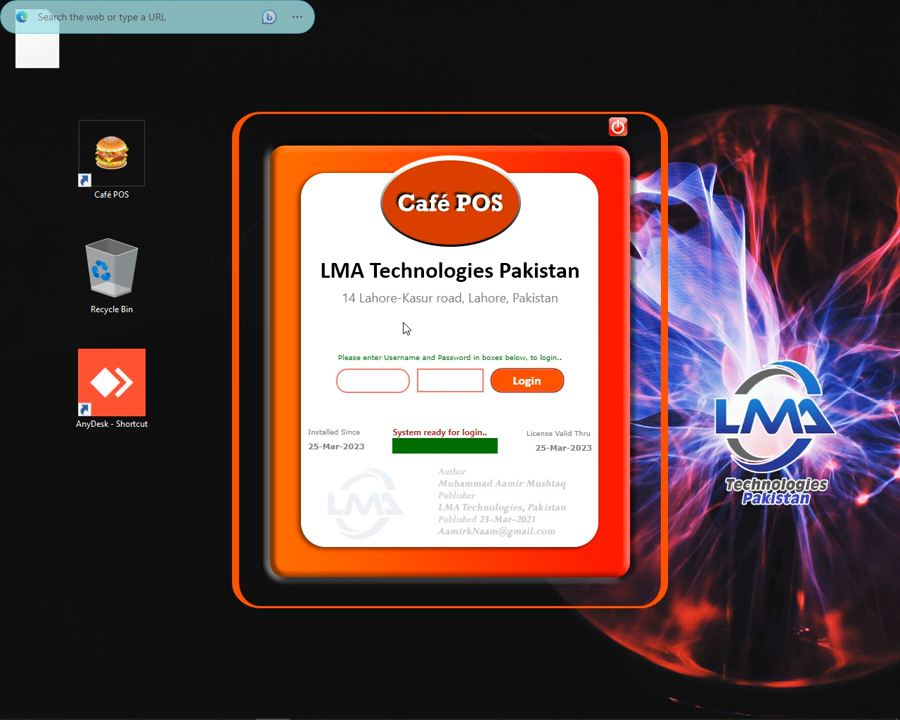 Search the web or type a URL
Café POS
Recycle Bin
AnyDesk - Shortcut
Café POS
LMA Technologies Pakistan
14 Lahore-Kasur road, Lahore, Pakistan
Please enter Username and Password in boxes below, to login..
Login
Installed Since
25-Mar-2023
System ready for login..
License Valid Thru
25-Mar-2023
LMA
Author
Muhammad Aamir Mushtaq
Publisher
LMA Technologies, Pakistan
Published 23-Mar-2021
AamirkNaam@gmail.com
LMA
Technologies
Pakistan